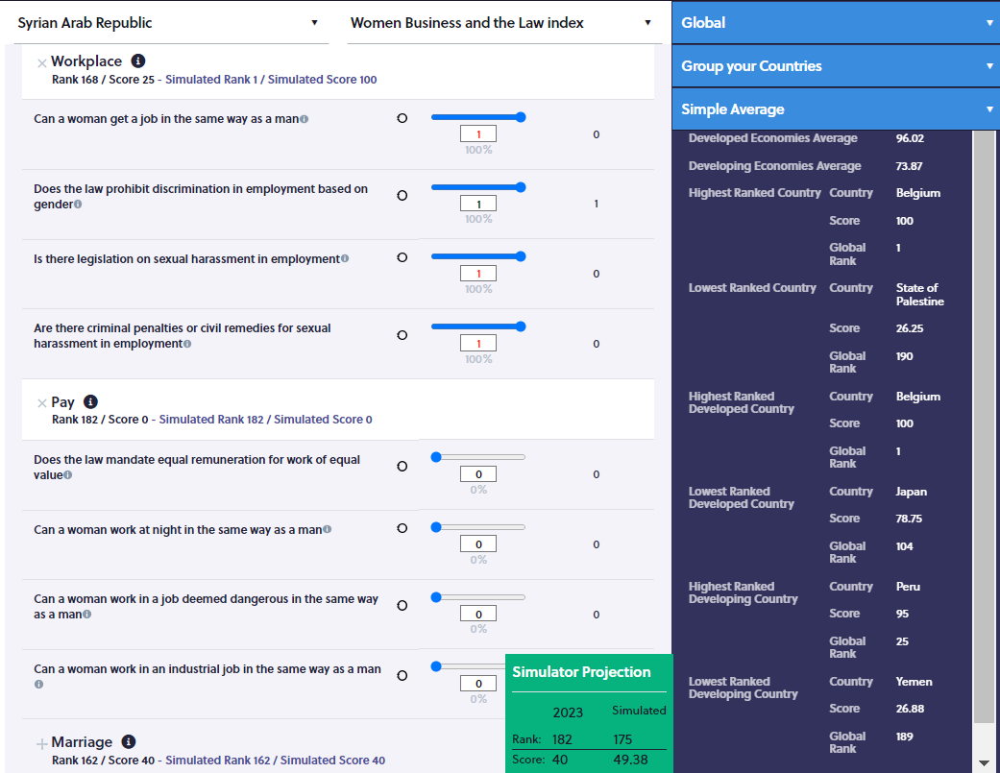 Syrian Arab Republic
Women Business and the Law index
Workplace
Rank 168 / Score 25 - Simulated Rank 1 / Simulated Score 100
Can a woman get a job in the same way as a man
1
100%
0
Does the law prohibit discrimination in employment based on
gender
1
100%
1
Is there legislation on sexual harassment in employment
1
100%
0
Are there criminal penalties or civil remedies for sexual
harassment in employment
1
100%
0
Pay
Rank 182 / Score 0 - Simulated Rank 182 / Simulated Score 0
Does the law mandate equal remuneration for work of equal
value
0
0%
0
Can a woman work at night in the same way as a man
0
0%
0
Can a woman work in a job deemed dangerous in the same way
as a man
0
0%
0
Can a woman work in an industrial job in the same way as a man
0
0%
Marriage
Rank 162 / Score 40 - Simulated Rank 162 / Simulated Score 40
Simulator Projection
2023 Simulated
Rank: 182 175
Score: 40 49.38
Global
Group your Countries
Simple Average
Developed Economies Average 96.02
Developing Economies Average 73.87
Highest Ranked Country Country Belgium
Score 100
Global
Rank
1
Lowest Ranked Country Country State of
Palestine
Score 26.25
Global
Rank
190
Highest Ranked
Developed Country
Country Belgium
Score 100
Global
Rank
1
Lowest Ranked
Developed Country
Country Japan
Score 78.75
Global
Rank
104
Highest Ranked
Developing Country
Country Peru
Score 95
Global
Rank
25
Lowest Ranked
Developing Country
Country Yemen
Score 26.88
Global
Rank
189